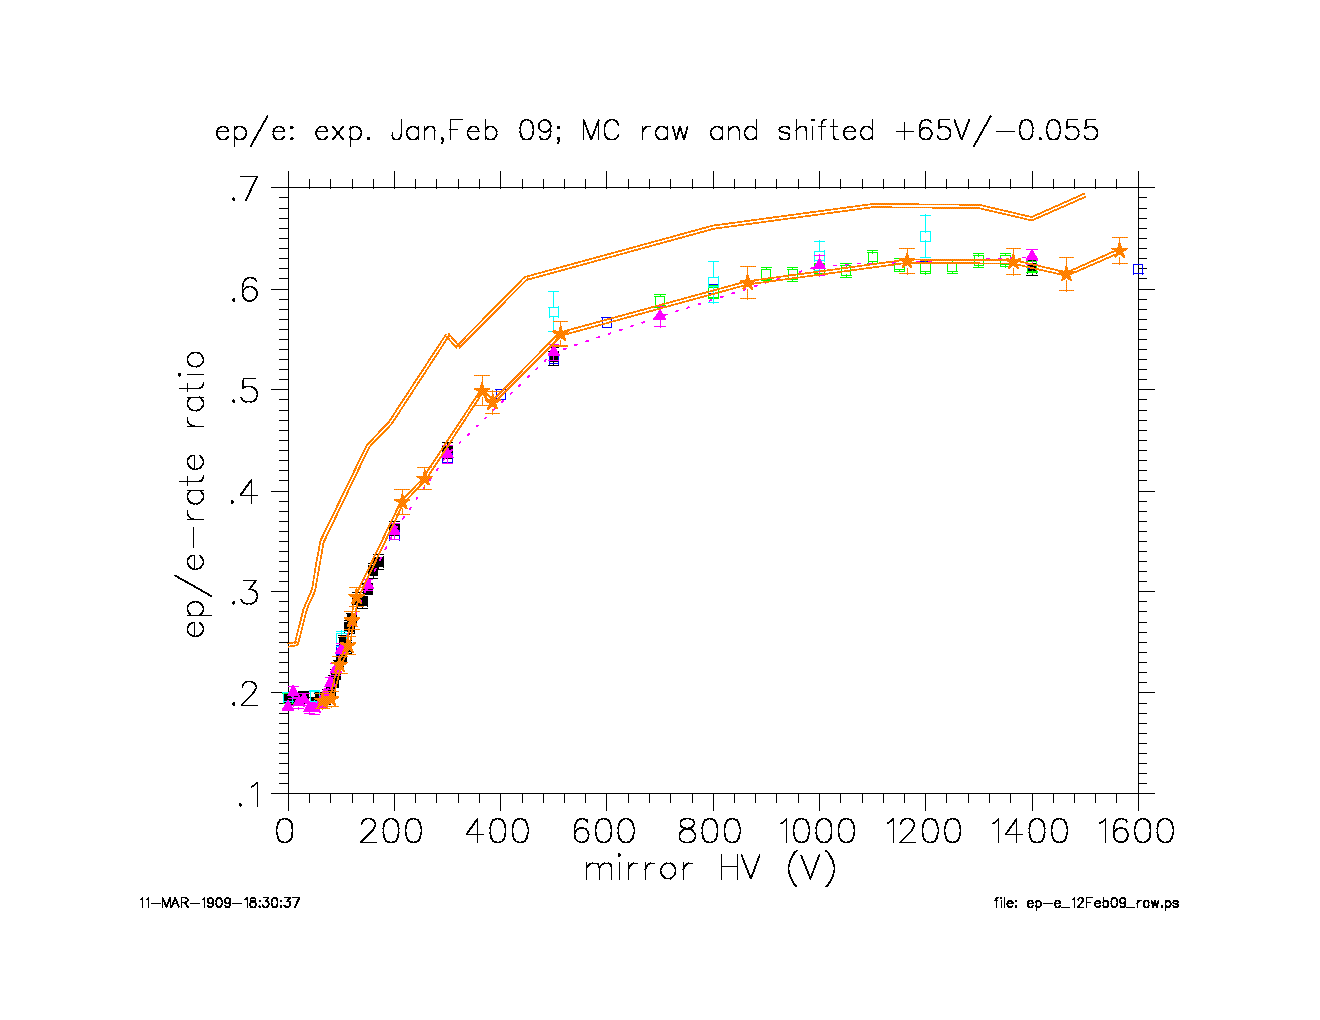 ep/e: exp. Jan,Feb 09; MC raw and shifted +65V/−0.055
.7
.6
.5
.4
.3
.2
.1
ep/e−rate ratio
0 200 400 600 800 1000 1200 1400 1600
mirror HV (V)
11−MAR−1909−18:30:37
file: ep−e_12Feb09_row.ps